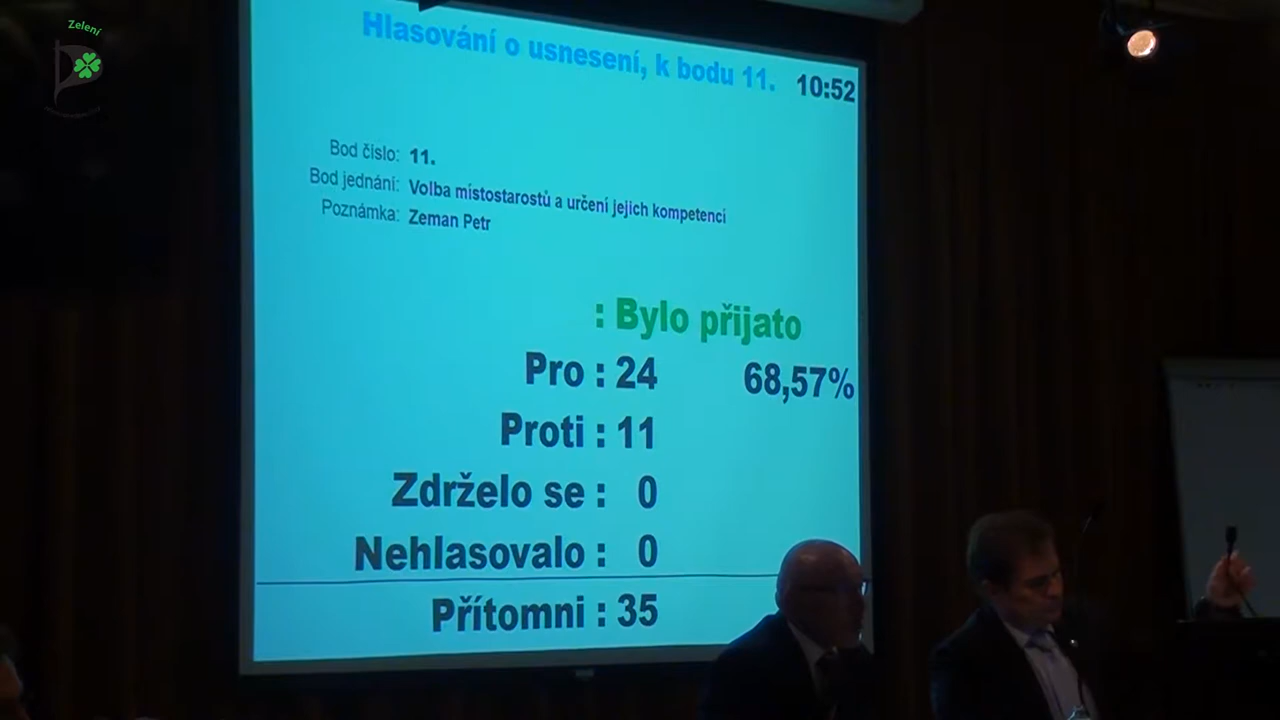 Zelení
Hlasování o usnesení, k bodu 11. 10:52
Bod číslo: 11.
Bod jednání: Volba místostarostů a určení jejich kompetencí
Poznámka: Zeman Petr
: Bylo přijato
Pro : 24 68,57%
Proti : 11
Zdrželo se : 0
Nehlasovalo : 0
Přítomni : 35